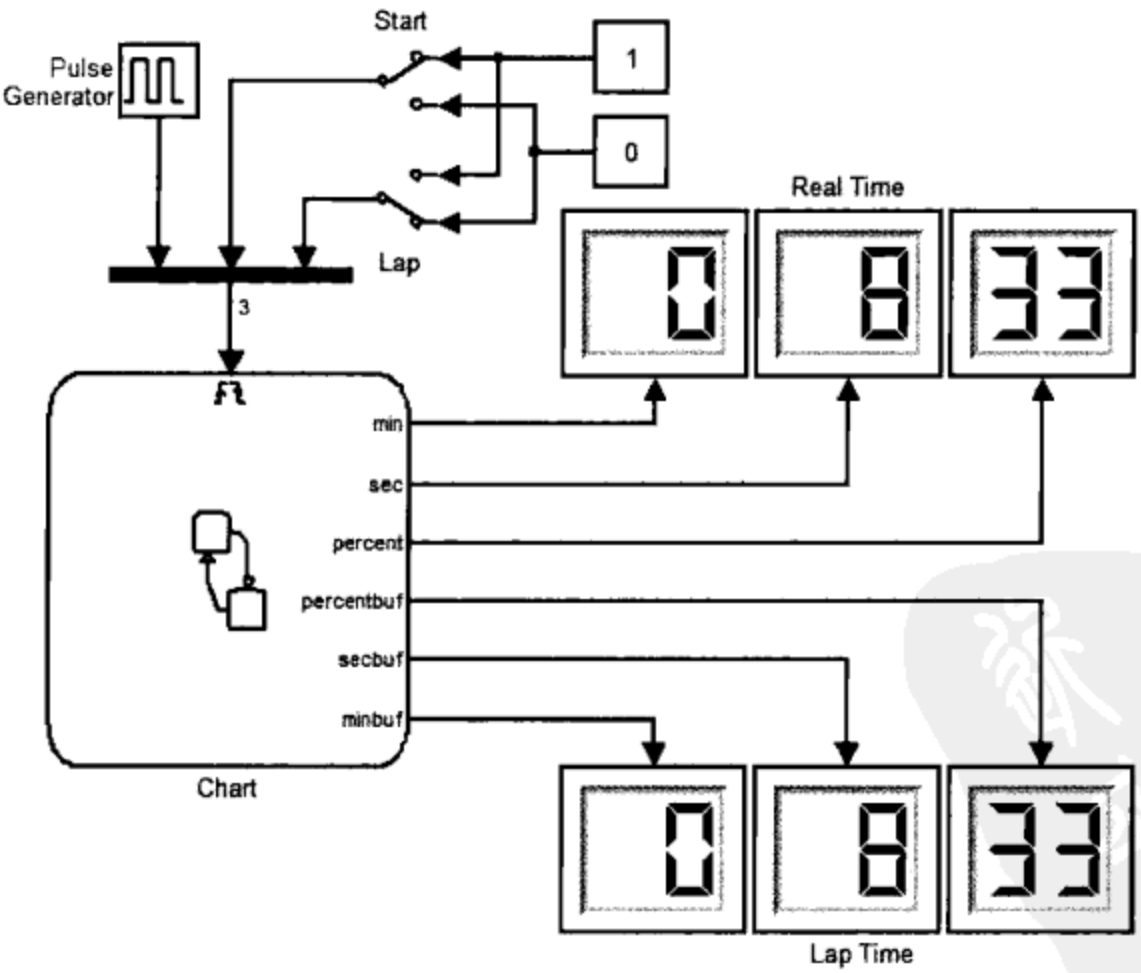 Start
Pulse
Generator
1
0
Real Time
0 8 33
Lap
3
min
sec
percent
percentbuf
secbuf
minbuf
Chart
0 8 33
Lap Time